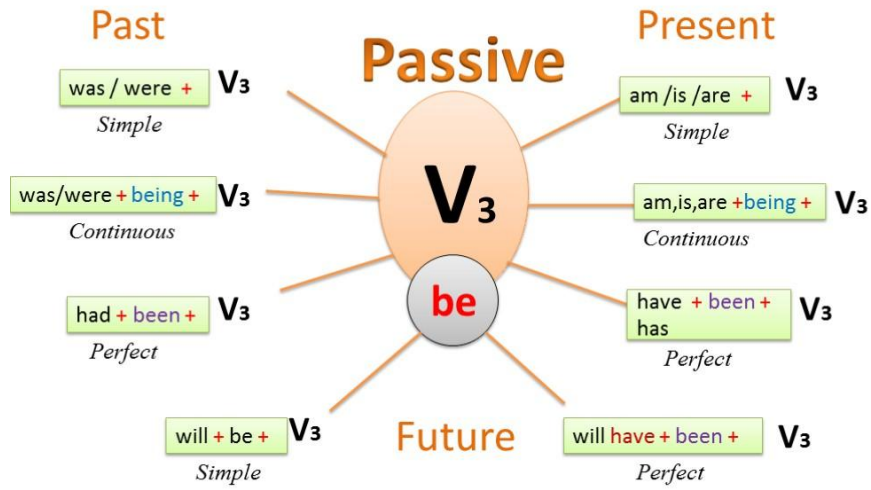 Past
Passive
Present
was / were + V3
Simple
am /is /are + V3
Simple
V3
was/were + being + V3
Continuous
am,is,are +being + V3
Continuous
be
had + been + V3
Perfect
have + been + V3
has
Perfect
Future
will + be + V3
Simple
will have + been + V3
Perfect